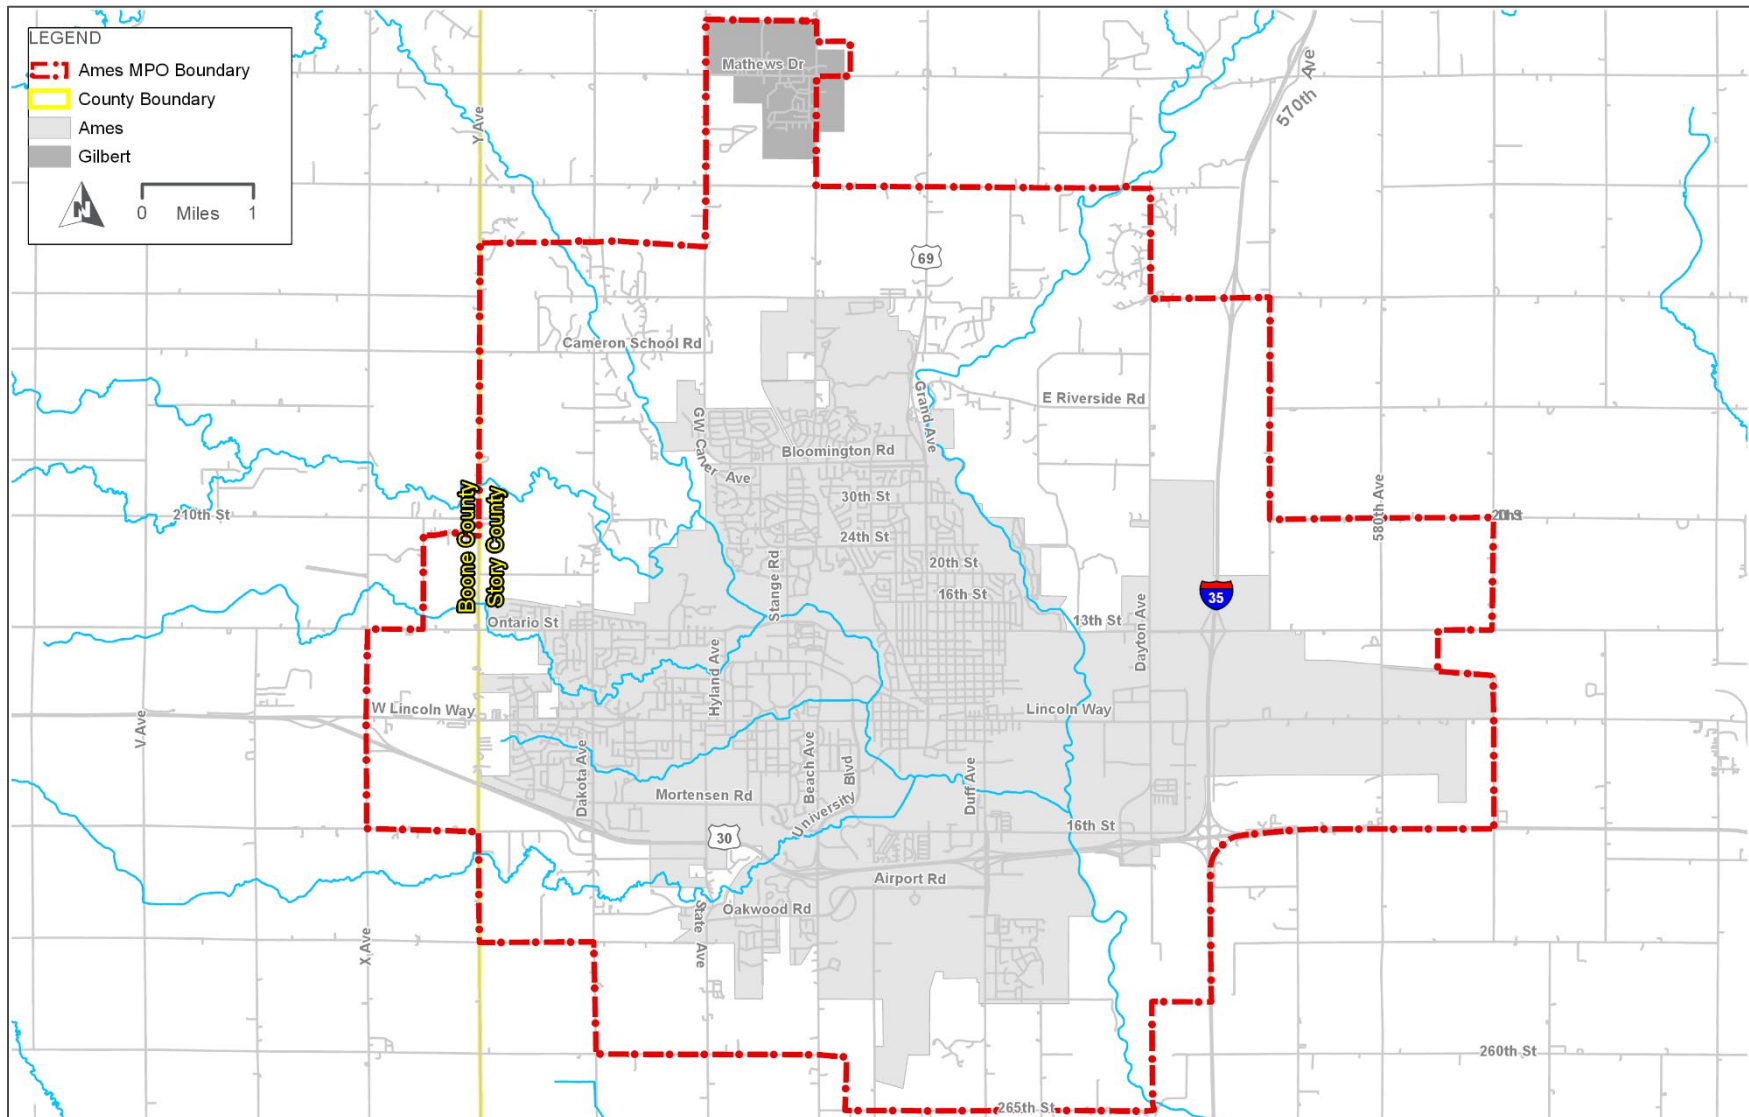 LEGEND
Ames MPO Boundary
County Boundary
Ames
Gilbert
N
0 Miles 1
Mathews Dr
Y Ave
570th Ave
69
Cameron School Rd
E Riverside Rd
Grand Ave
GW Carver Ave
Bloomington Rd
30th St
210th St
Boone County
Story County
580th Ave
24th St
20th St
16th St
Stange Rd
35
Ontario St
13th St
Dayton Ave
Hyland Ave
W Lincoln Way
Lincoln Way
V Ave
Dakota Ave
Beach Ave
University Blvd
Duff Ave
Mortensen Rd
30
16th St
Airport Rd
Oakwood Rd
State Ave
X Ave
260th St
265th St